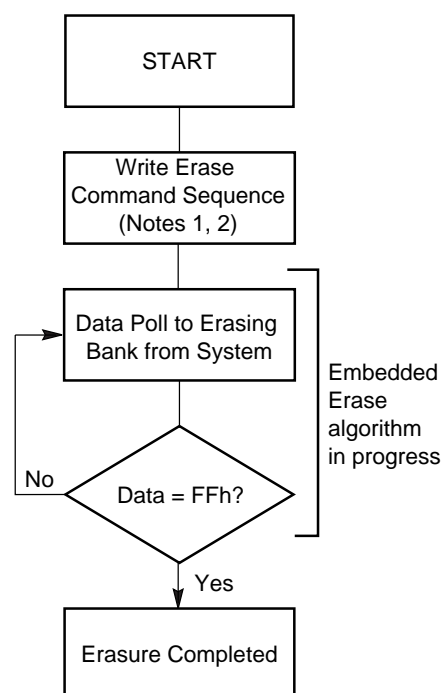 START
Write Erase
Command Sequence
(Notes 1, 2)
Data Poll to Erasing
Bank from System
Embedded
Erase
algorithm
in progress
No
Data = FFh?
Yes
Erasure Completed